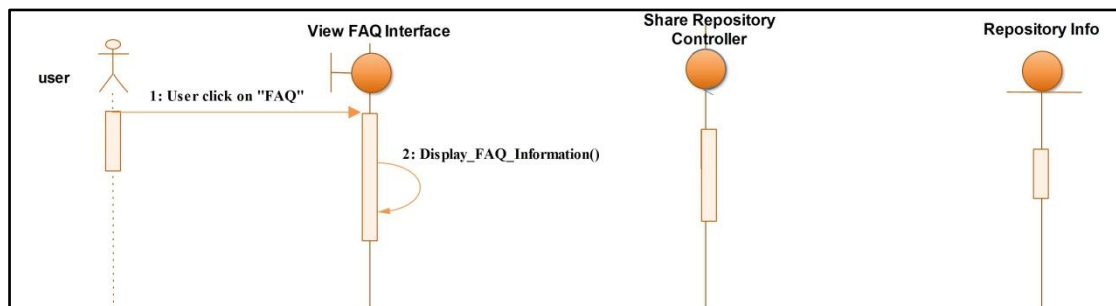 View FAQ Interface
Share Repository
Controller
Repository Info
user
1: User click on "FAQ"
2: Display_FAQ_Information()